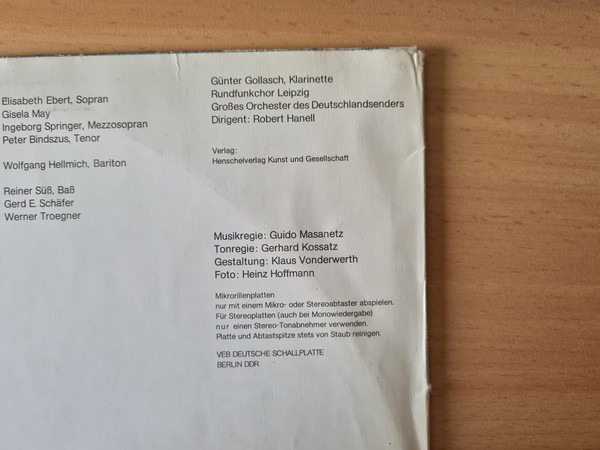 Elisabeth Ebert, Sopran
Gisela May
Ingeborg Springer, Mezzosopran
Peter Bindszus, Tenor
Wolfgang Hellmich, Bariton
Reiner Süß, Baß
Gerd E. Schäfer
Werner Troegner
Günter Gollasch, Klarinette
Rundfunkchor Leipzig
Großes Orchester des Deutschlandsenders
Dirigent: Robert Hanell
Verlag:
Henschelverlag Kunst und Gesellschaft
Musikregie: Guido Masanetz
Tonregie: Gerhard Kossatz
Gestaltung: Klaus Vonderwerth
Foto: Heinz Hoffmann
Mikrorillenplatten
nur mit einem Mikro- oder Stereoabtaster abspielen.
Für Stereoplatten (auch bei Monowiedergabe)
nur einen Stereo-Tonabnehmer verwenden.
Platte und Abtastspitze stets von Staub reinigen.
VEB DEUTSCHE SCHALLPLATTE
BERLIN DDR